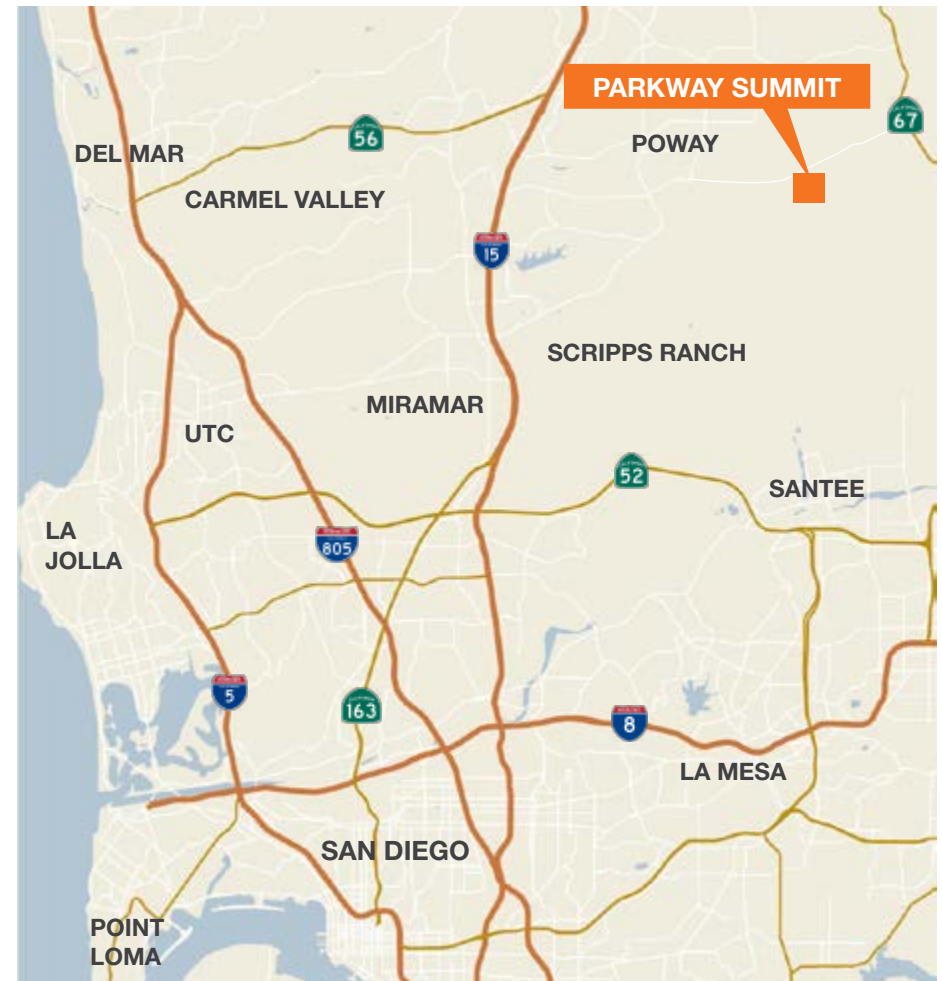 PARKWAY SUMMIT
67
56
POWAY
DEL MAR
CARMEL VALLEY
15
SCRIPPS RANCH
MIRAMAR
UTC
52
SANTEE
LA
JOLLA
805
5
163
8
LA MESA
SAN DIEGO
POINT
LOMA